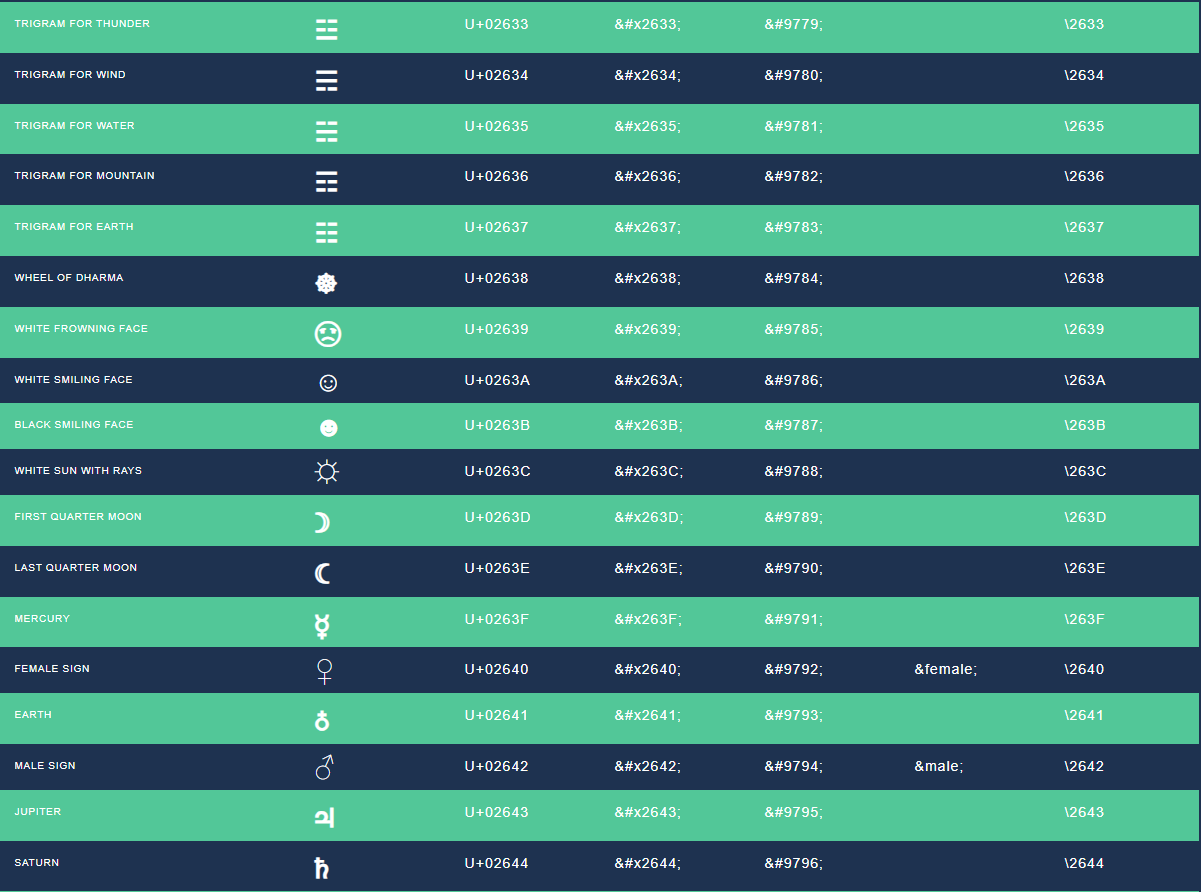 TRIGRAM FOR THUNDER ☳ U+02633 &#x2633; &#9779; \2633
TRIGRAM FOR WIND ☴ U+02634 &#x2634; &#9780; \2634
TRIGRAM FOR WATER ☵ U+02635 &#x2635; &#9781; \2635
TRIGRAM FOR MOUNTAIN ☶ U+02636 &#x2636; &#9782; \2636
TRIGRAM FOR EARTH ☷ U+02637 &#x2637; &#9783; \2637
WHEEL OF DHARMA ☸ U+02638 &#x2638; &#9784; \2638
WHITE FROWNING FACE ☹ U+02639 &#x2639; &#9785; \2639
WHITE SMILING FACE ☺ U+0263A &#x263A; &#9786; \263A
BLACK SMILING FACE ☻ U+0263B &#x263B; &#9787; \263B
WHITE SUN WITH RAYS ☼ U+0263C &#x263C; &#9788; \263C
FIRST QUARTER MOON ☽ U+0263D &#x263D; &#9789; \263D
LAST QUARTER MOON ☾ U+0263E &#x263E; &#9790; \263E
MERCURY ☿ U+0263F &#x263F; &#9791; \263F
FEMALE SIGN ♀ U+02640 &#x2640; &#9792; &female; \2640
EARTH ♁ U+02641 &#x2641; &#9793; \2641
MALE SIGN ♂ U+02642 &#x2642; &#9794; &male; \2642
JUPITER ♃ U+02643 &#x2643; &#9795; \2643
SATURN ♄ U+02644 &#x2644; &#9796; \2644